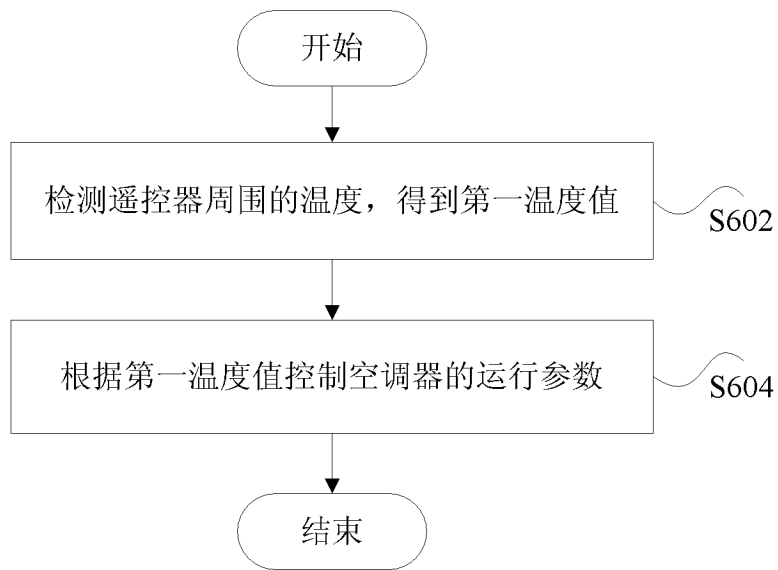 开始
检测遥控器周围的温度，得到第一温度值
S602
根据第一温度值控制空调器的运行参数
S604
结束